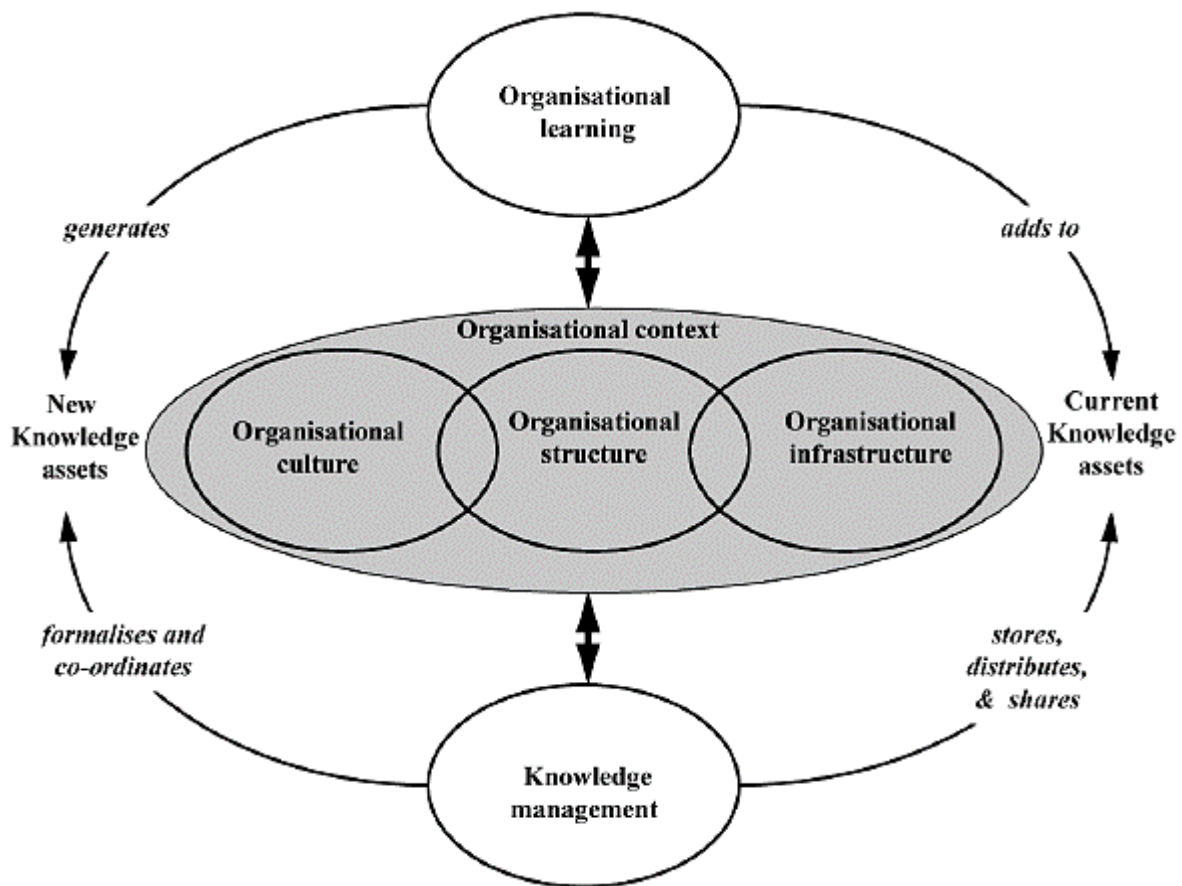 Organisational
learning
generates
adds to
Organisational context
New
Knowledge
assets
Organisational
culture
Organisational
structure
Organisational
infrastructure
Current
Knowledge
assets
formalises and
co-ordinates
stores,
distributes,
& shares
Knowledge
management